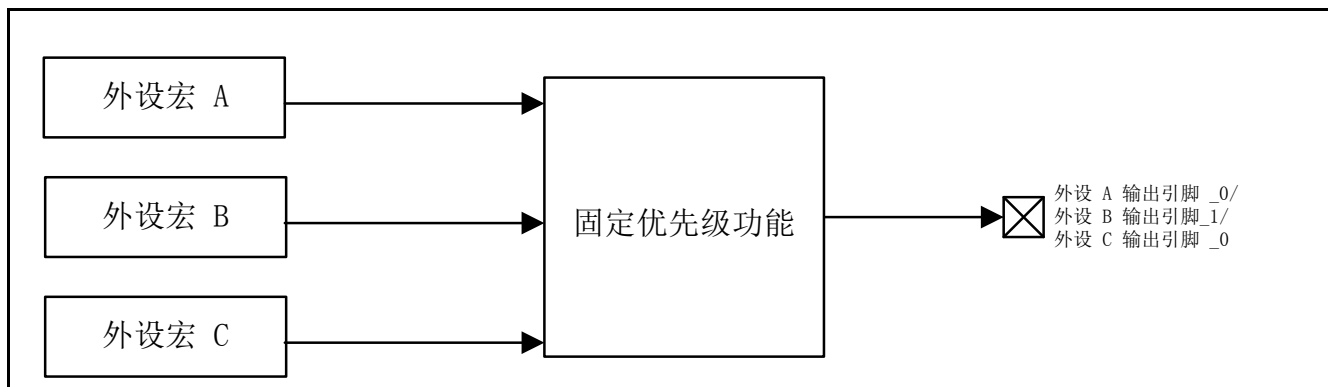 外设宏 A
外设宏 B
外设宏 C
固定优先级功能
外设 A 输出引脚 _0/
外设 B 输出引脚_1/
外设 C 输出引脚 _0